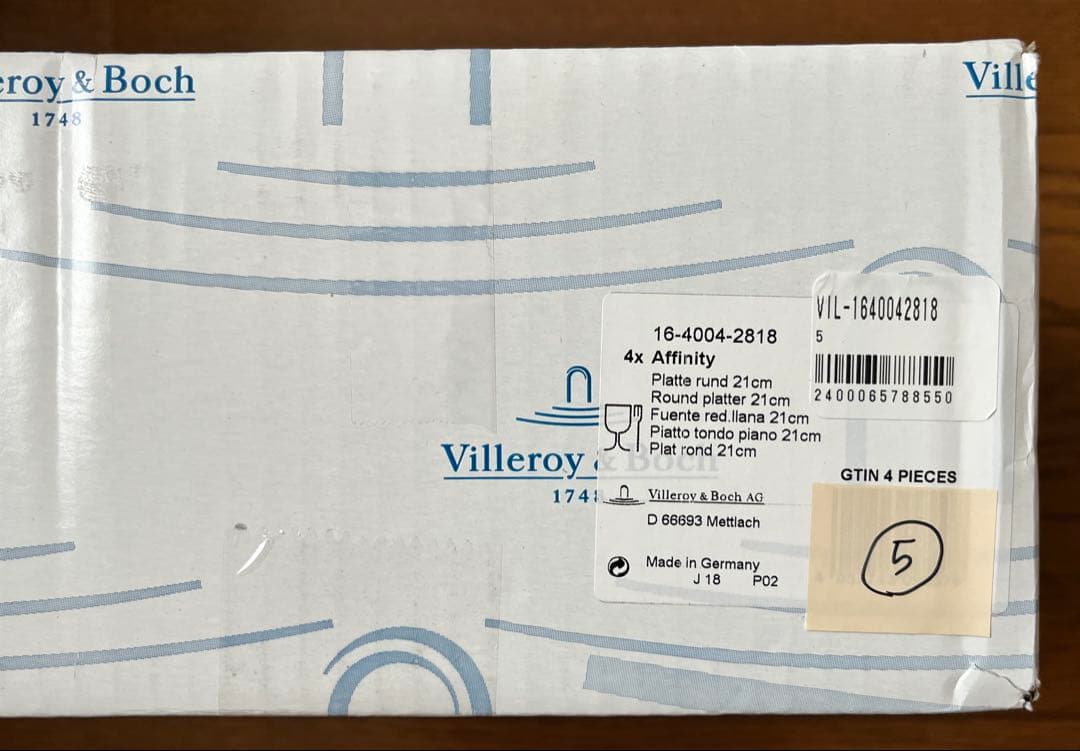 eroy & Boch
1748
Ville
VIL-1640042818
5
2400065788550
16-4004-2818
4x Affinity
Platte rund 21cm
Round platter 21cm
Fuente red.llana 21cm
Piatto tondo piano 21cm
Plat rond 21cm
Villeroy & Boch
174
GTIN 4 PIECES
Villeroy & Boch AG
D 66693 Mettlach
Made in Germany
J 18 P02
5